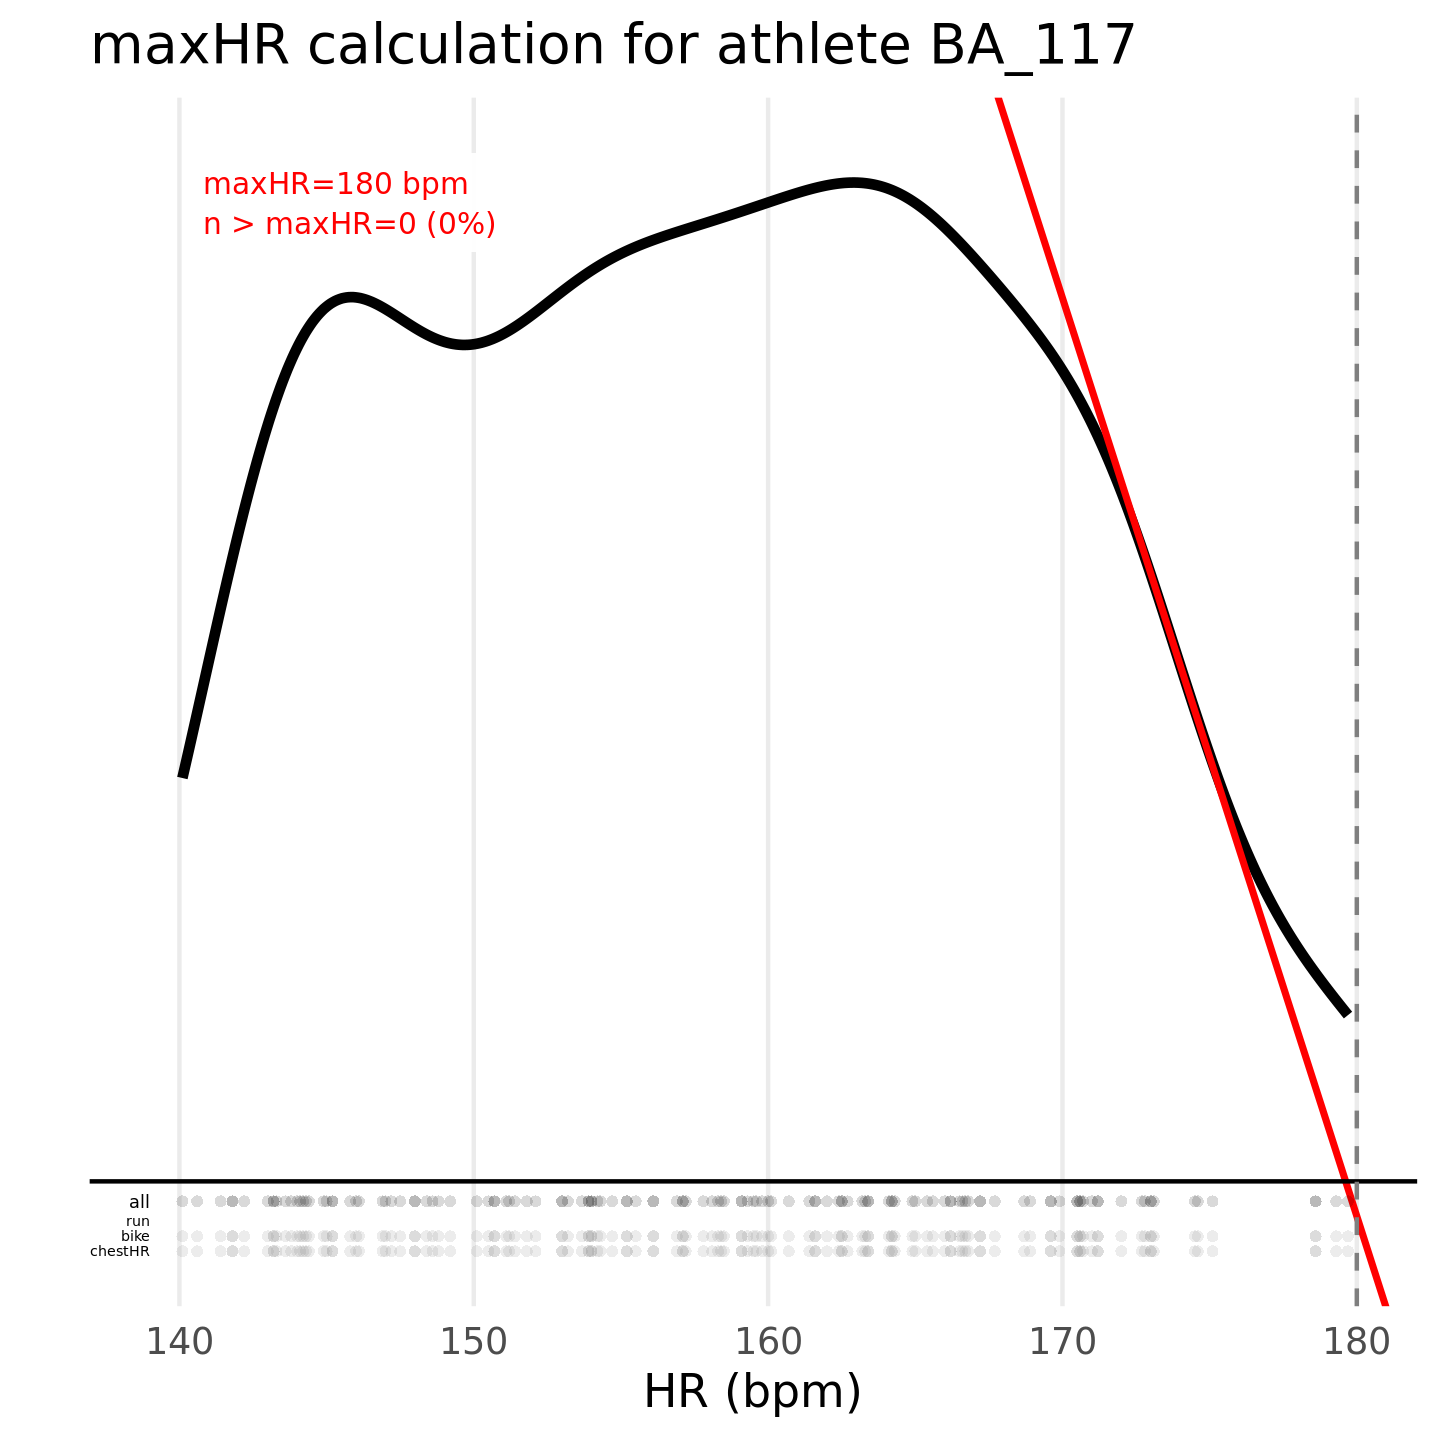 maxHR calculation for athlete BA_117
maxHR=180 bpm
n > maxHR=0 (0%)
all
run
bike
chestHR
140 150 160 170 180
HR (bpm)